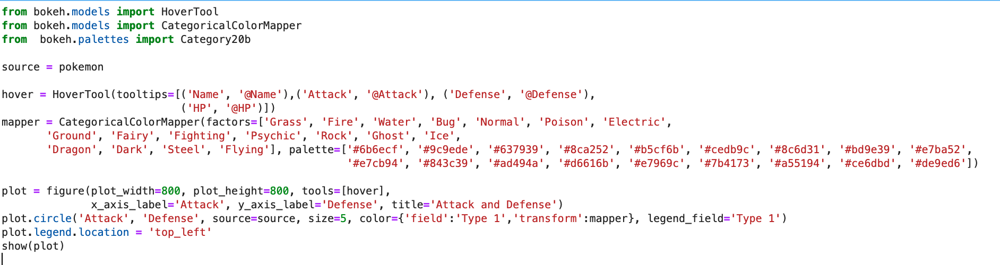 from bokeh.models import HoverTool
from bokeh.models import CategoricalColorMapper
from  bokeh.palettes import Category20b

source = pokemon

hover = HoverTool(tooltips=[('Name', '@Name'),('Attack', '@Attack'), ('Defense', '@Defense'),
                            ('HP', '@HP')])
mapper = CategoricalColorMapper(factors=['Grass', 'Fire', 'Water', 'Bug', 'Normal', 'Poison', 'Electric',
       'Ground', 'Fairy', 'Fighting', 'Psychic', 'Rock', 'Ghost', 'Ice',
       'Dragon', 'Dark', 'Steel', 'Flying'], palette=['#6b6ecf', '#9c9ede', '#637939', '#8ca252', '#b5cf6b', '#cedb9c', '#8c6d31', '#bd9e39', '#e7ba52',
                                                      '#e7cb94', '#843c39', '#ad494a', '#d6616b', '#e7969c', '#7b4173', '#a55194', '#ce6dbd', '#de9ed6'])

plot = figure(plot_width=800, plot_height=800, tools=[hover],
              x_axis_label='Attack', y_axis_label='Defense', title='Attack and Defense')
plot.circle('Attack', 'Defense', source=source, size=5, color={'field':'Type 1','transform':mapper}, legend_field='Type 1')
plot.legend.location = 'top_left'
show(plot)